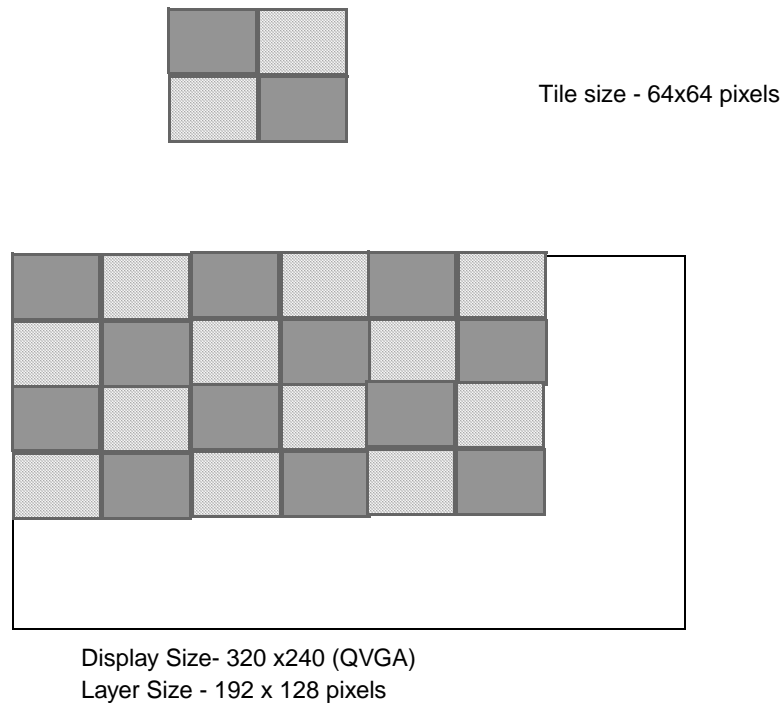 Tile size - 64x64 pixels
Display Size- 320 x240 (QVGA)
Layer Size - 192 x 128 pixels